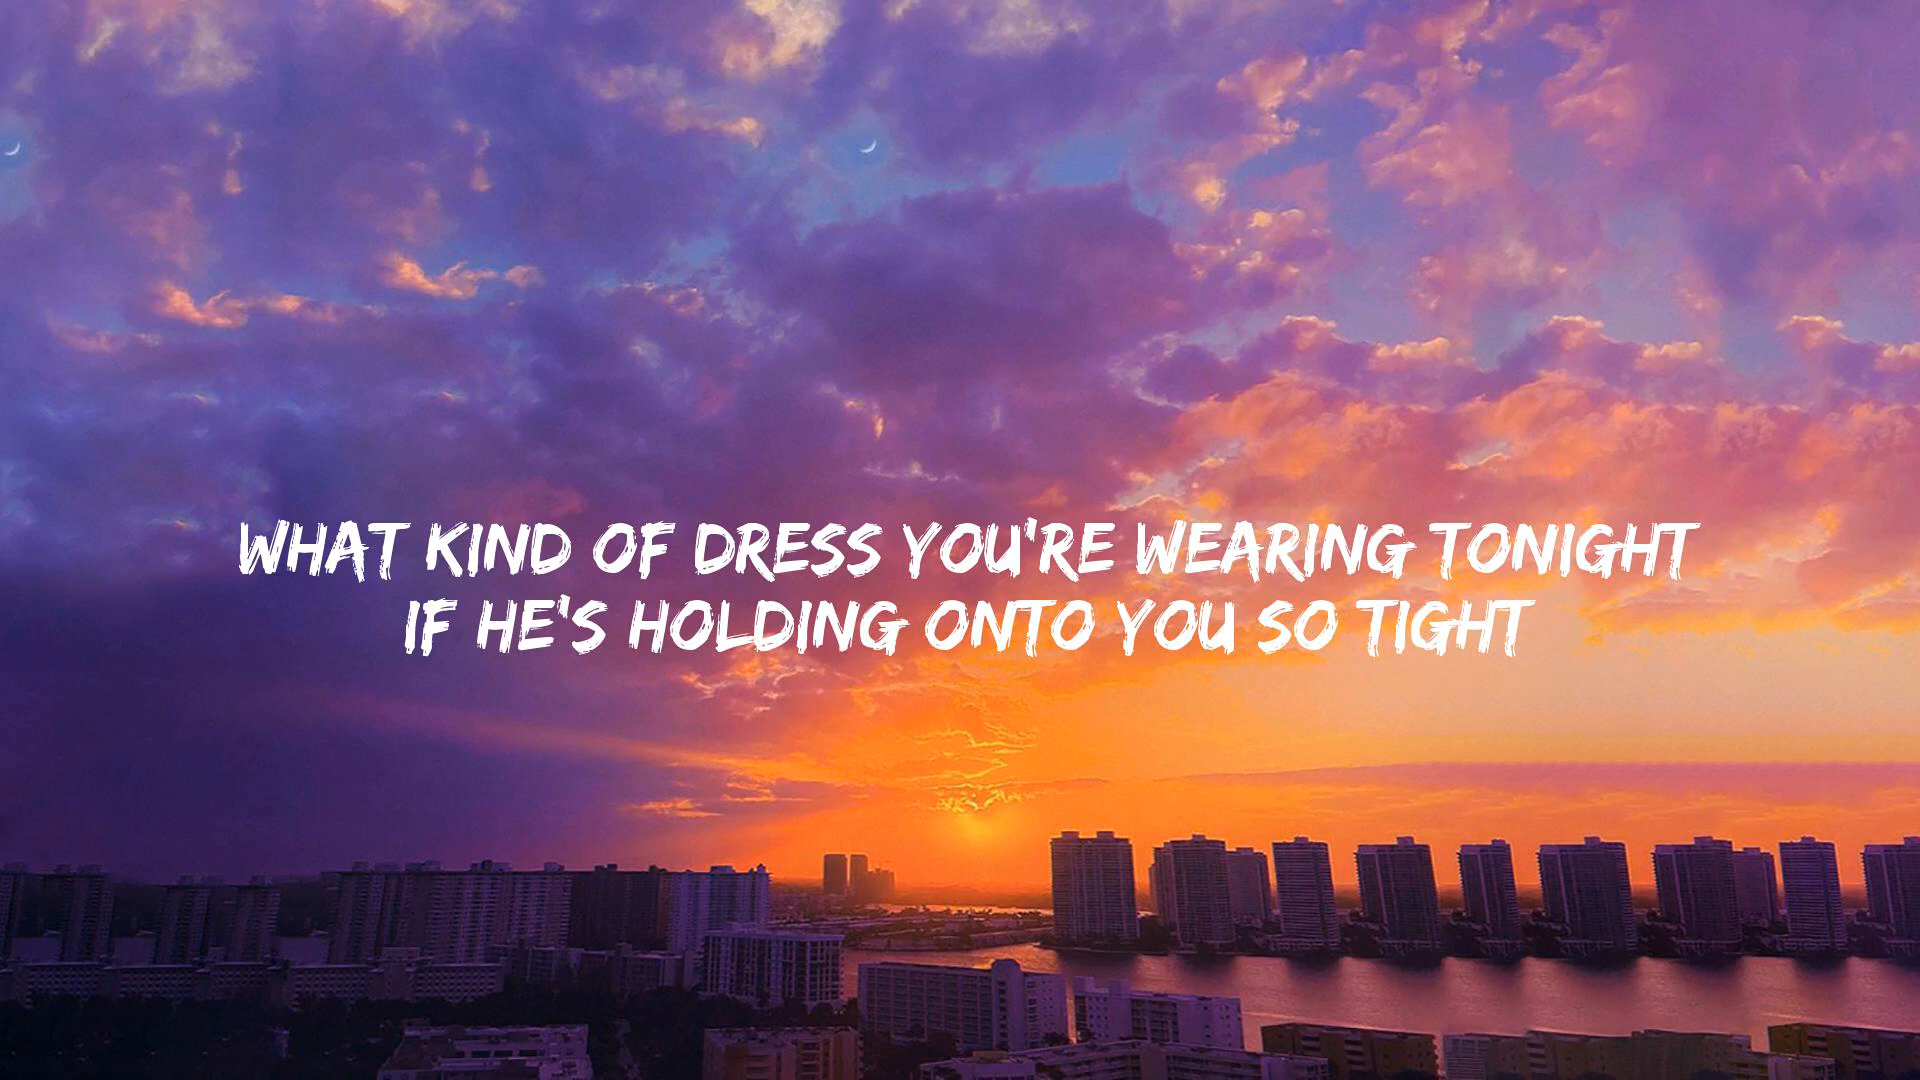 WHAT KIND OF DRESS YOU'RE WEARING TONIGHT
IF HE'S HOLDING ONTO YOU SO TIGHT